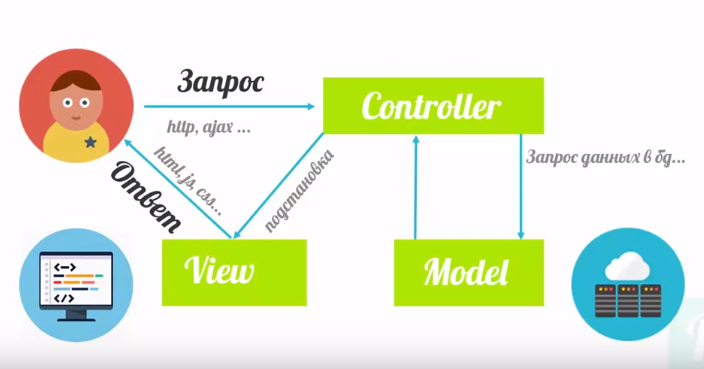 Запрос
http, ajax ...
Controller
Запрос данных в бд...
html, js, css...
Ответ
подстановка
View
Model